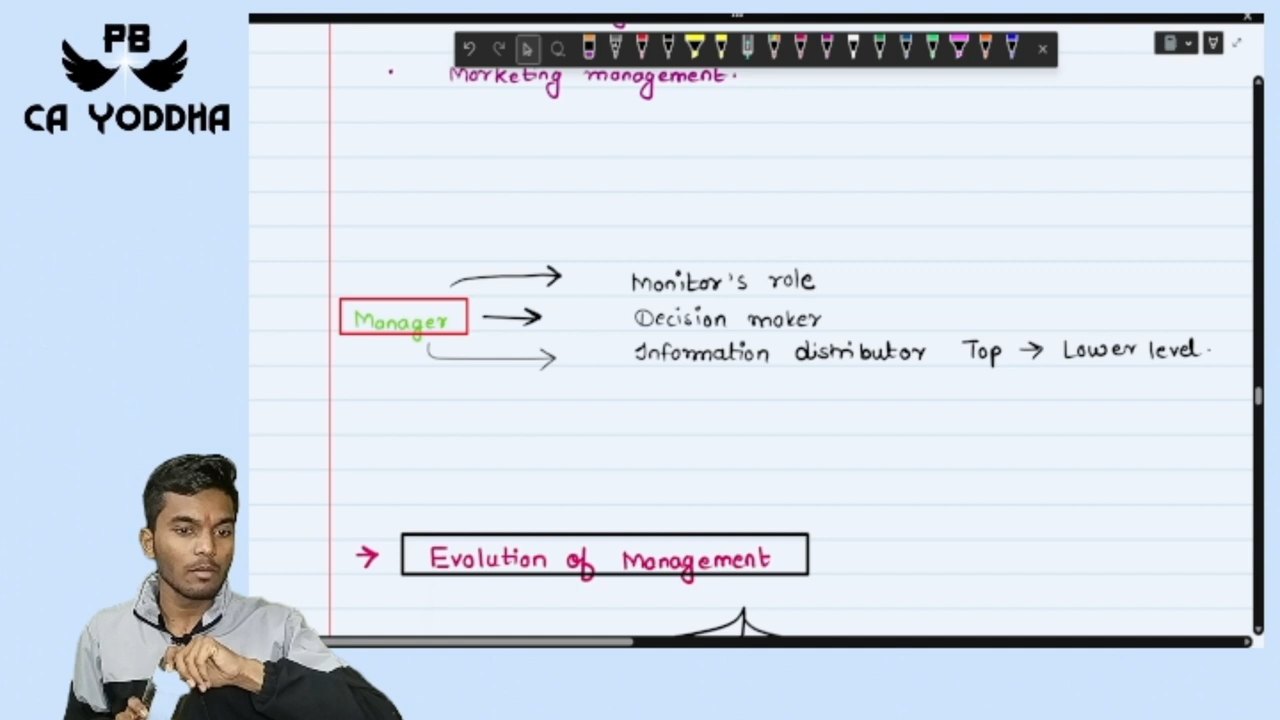 PB
CA YODDHA
Marketing management.
Monitor's role
Manager
Decision maker
Information distributor Top → Lower level.
→ Evolution of Management